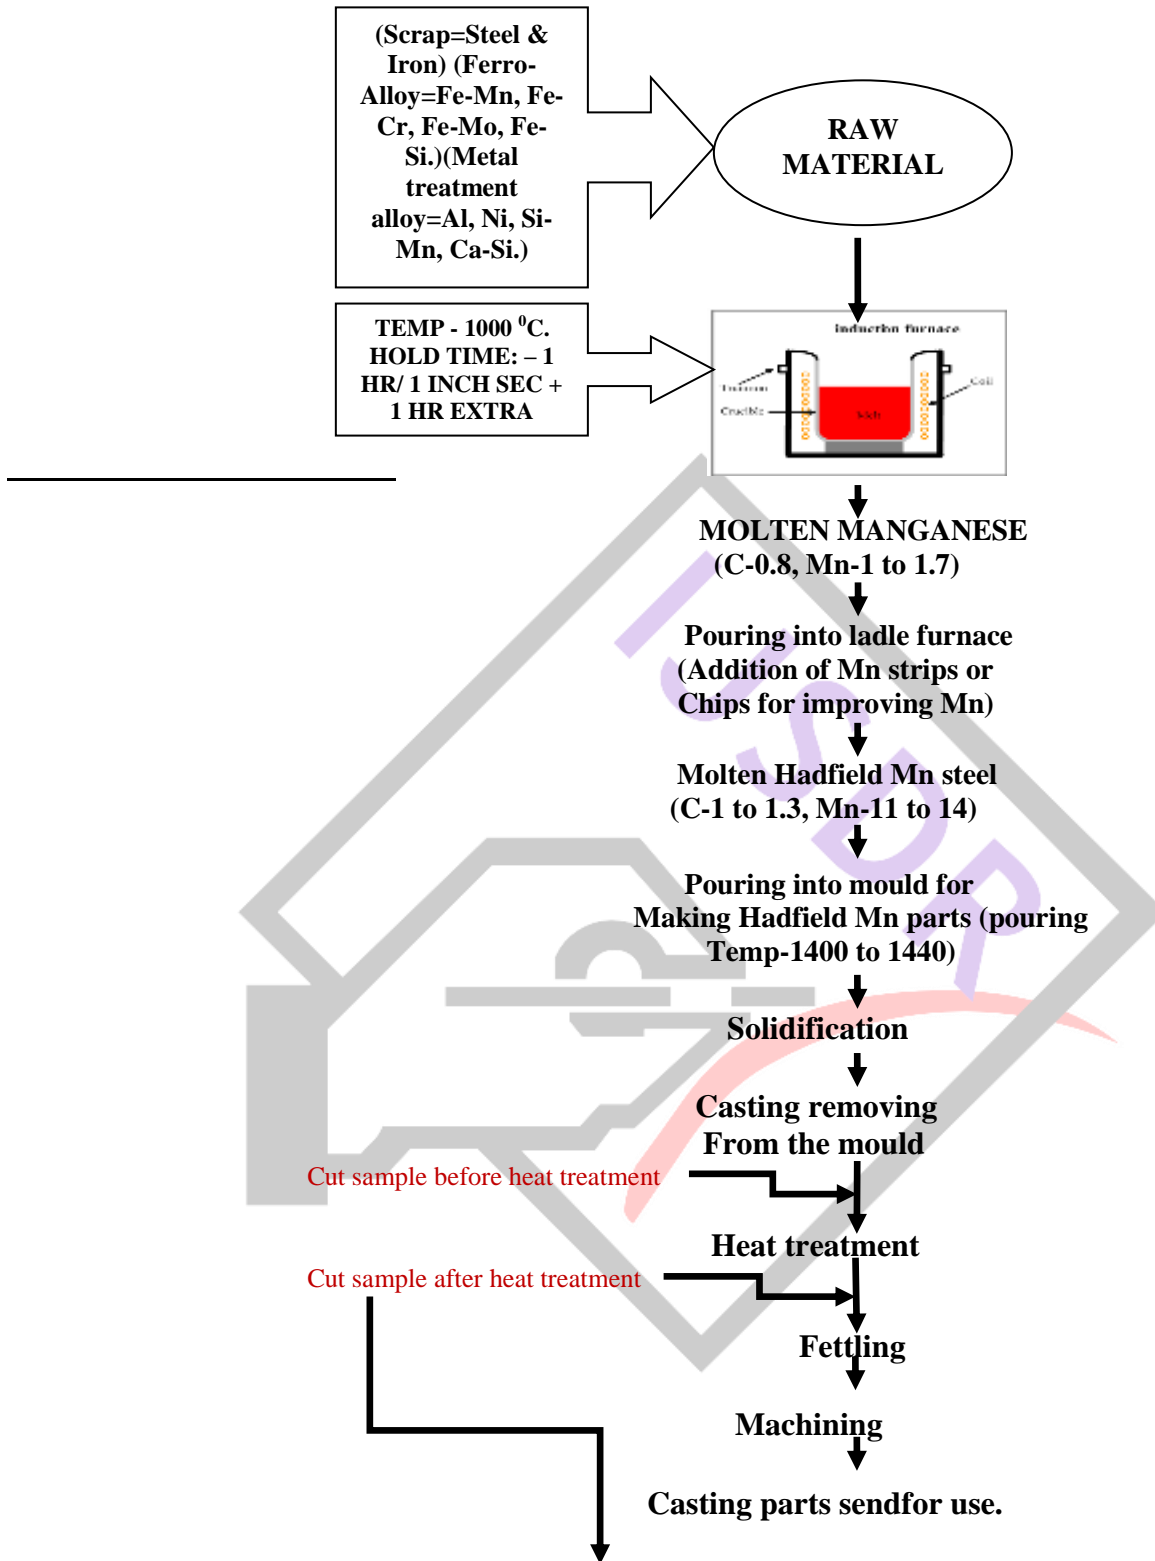 (Scrap=Steel &
Iron) (Ferro-
Alloy=Fe-Mn, Fe-
Cr, Fe-Mo, Fe-
Si.)(Metal
treatment
alloy=Al, Ni, Si-
Mn, Ca-Si.)
RAW
MATERIAL
TEMP - 1000 ⁰C.
HOLD TIME: – 1
HR/ 1 INCH SEC +
1 HR EXTRA
induction furnace
Trunnion
Coil
Crucible
Melt
MOLTEN MANGANESE
(C-0.8, Mn-1 to 1.7)
Pouring into ladle furnace
(Addition of Mn strips or
Chips for improving Mn)
Molten Hadfield Mn steel
(C-1 to 1.3, Mn-11 to 14)
Pouring into mould for
Making Hadfield Mn parts (pouring
Temp-1400 to 1440)
Solidification
Casting removing
From the mould
Cut sample before heat treatment
Heat treatment
Cut sample after heat treatment
Fettling
Machining
Casting parts sendfor use.
IJSDR